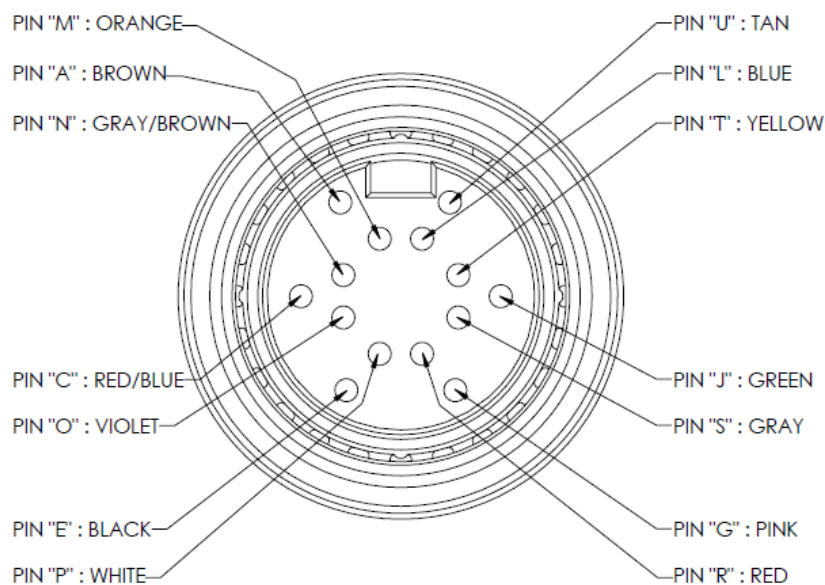 PIN "M" : ORANGE
PIN "A" : BROWN
PIN "N" : GRAY/BROWN
PIN "C" : RED/BLUE
PIN "O" : VIOLET
PIN "E" : BLACK
PIN "P" : WHITE
PIN "U" : TAN
PIN "L" : BLUE
PIN "T" : YELLOW
PIN "J" : GREEN
PIN "S" : GRAY
PIN "G" : PINK
PIN "R" : RED